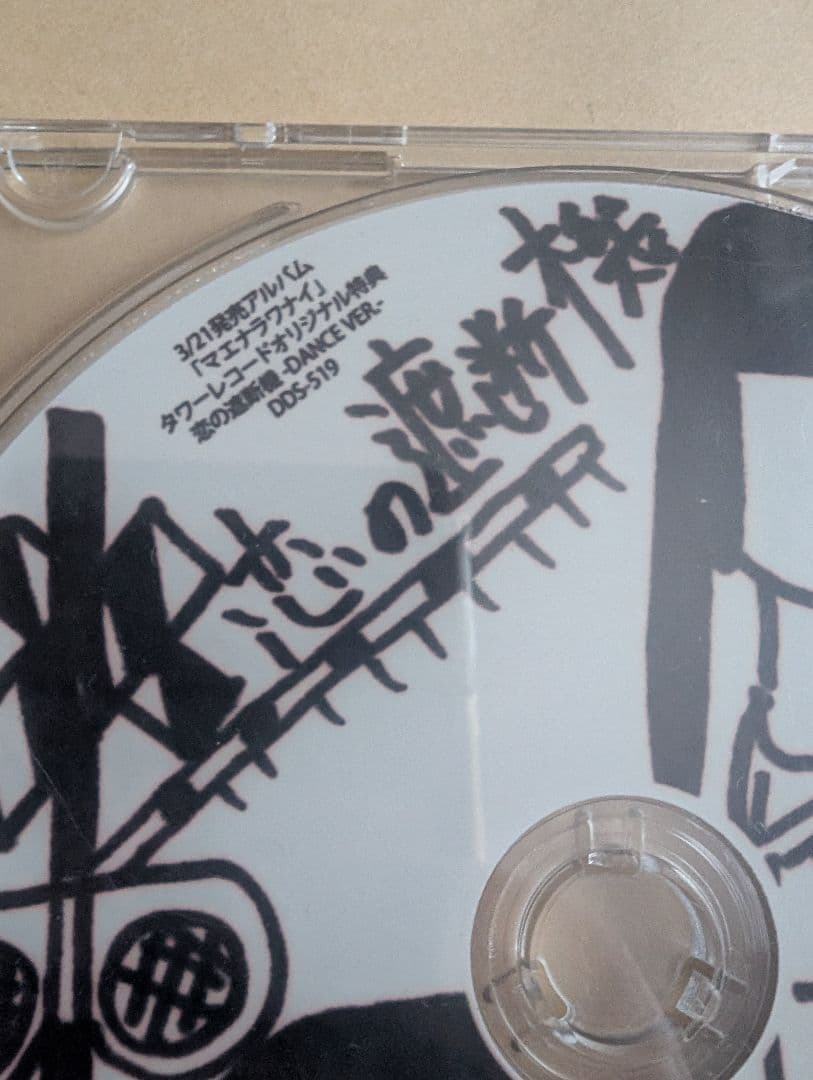 3/21発売アルバム
「マエナラワナイ」
タワーレコードオリジナル特典
恋の遮断機 -DANCE VER.-
DDS-519
恋の遮断機